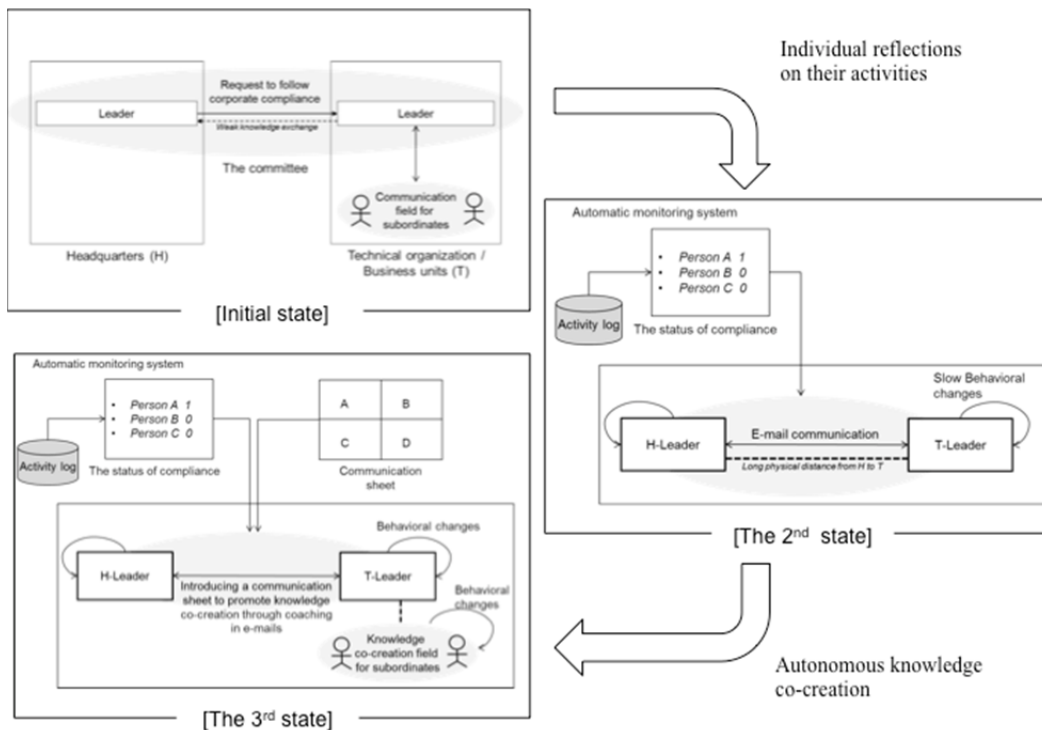 Request to follow
corporate compliance
Leader
Leader
Weak knowledge exchange
The committee
Communication
field for
subordinates
Headquarters (H)
Technical organization /
Business units (T)
[Initial state]
Individual reflections
on their activities
Automatic monitoring system
• Person A 1
• Person B 0
• Person C 0
Activity log
The status of compliance
Slow Behavioral
changes
H-Leader
E-mail communication
T-Leader
Long physical distance from H to T
[The 2nd state]
Autonomous knowledge
co-creation
Automatic monitoring system
• Person A 1
• Person B 0
• Person C 0
A
B
C
D
Activity log
The status of compliance
Communication
sheet
Behavioral changes
H-Leader
T-Leader
Introducing a communication
sheet to promote knowledge
co-creation through coaching
in e-mails
Behavioral
changes
Knowledge
co-creation field
for subordinates
[The 3rd state]